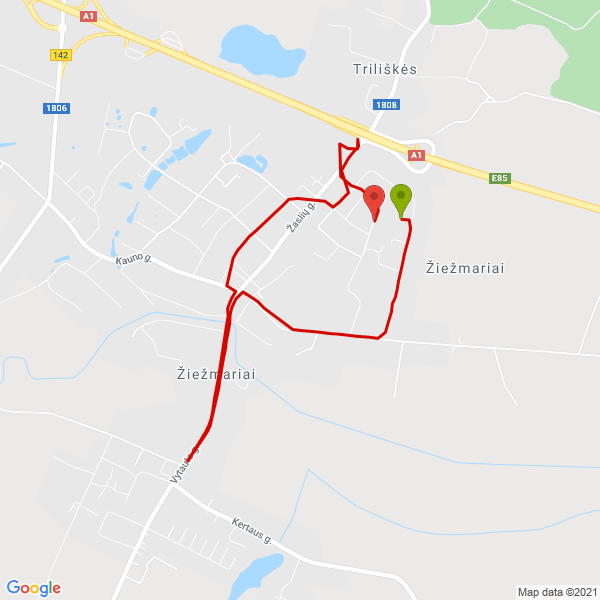 A1
142
Triliškės
1806
1808
A1
E85
Žaslių g.
Kauno g.
Žiežmariai
Žiežmariai
Vytauto g.
Kertaus g.
Google
Map data ©2021